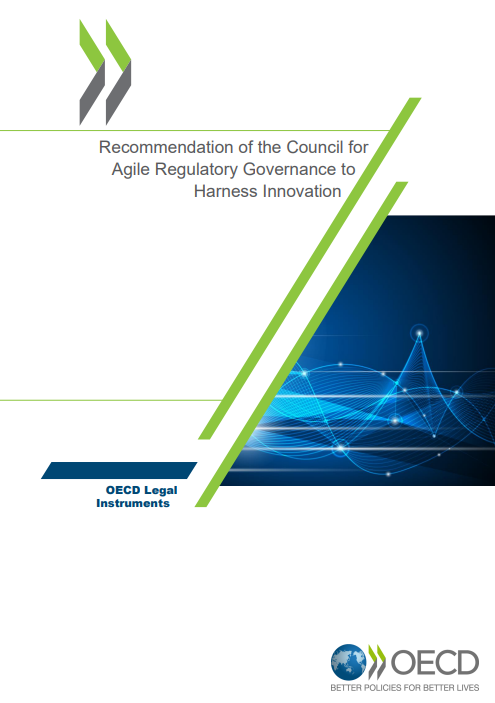 Recommendation of the Council for
Agile Regulatory Governance to
Harness Innovation
OECD Legal
Instruments
OECD
BETTER POLICIES FOR BETTER LIVES